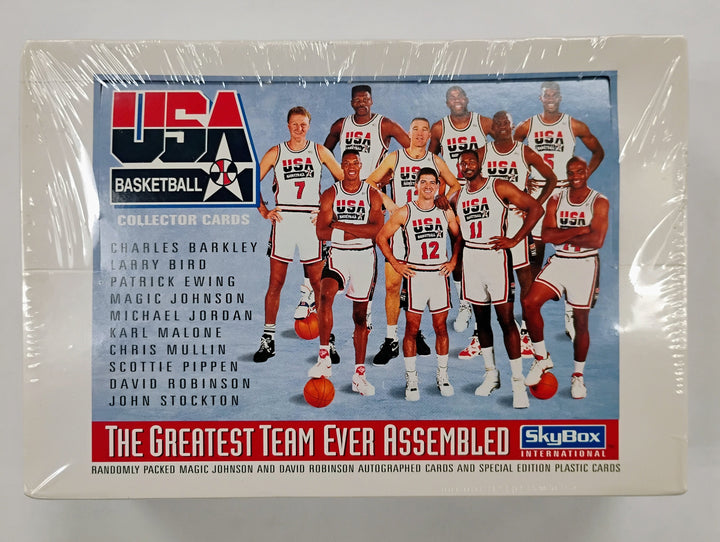 USA
BASKETBALL
COLLECTOR CARDS
CHARLES BARKLEY
LARRY BIRD
PATRICK EWING
MAGIC JOHNSON
MICHAEL JORDAN
KARL MALONE
CHRIS MULLIN
SCOTTIE PIPPEN
DAVID ROBINSON
JOHN STOCKTON
USA
7
USA
USA
USA
USA
5
USA
USA
12
USA
11
USA
THE GREATEST TEAM EVER ASSEMBLED
SkyBox
INTERNATIONAL
RANDOMLY PACKED MAGIC JOHNSON AND DAVID ROBINSON AUTOGRAPHED CARDS AND SPECIAL EDITION PLASTIC CARDS